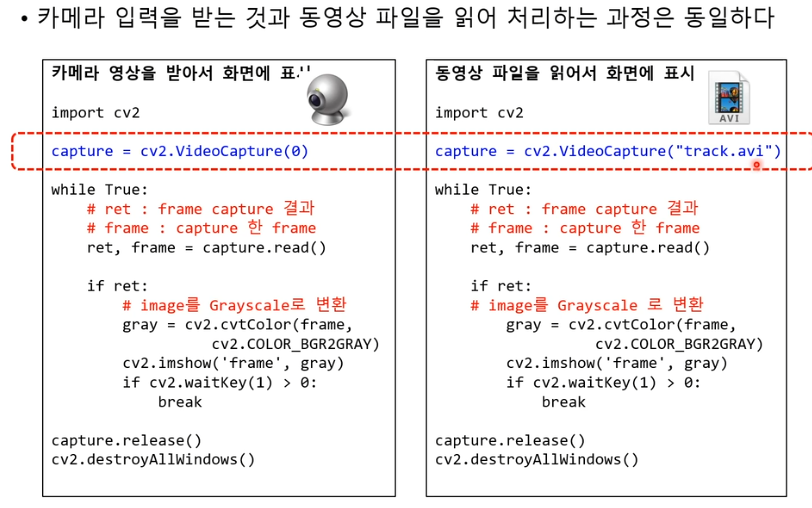 • 카메라 입력을 받는 것과 동영상 파일을 읽어 처리하는 과정은 동일하다
카메라 영상을 받아서 화면에
import cv2
capture = cv2.VideoCapture(0)
while True:
# ret : frame capture 결과
# frame : capture 한 frame
ret, frame = capture.read()
if ret:
# image를 Grayscale로 변환
gray = cv2.cvtColor(frame,
cv2.COLOR_BGR2GRAY)
cv2.imshow('frame', gray)
if cv2.waitKey(1) > 0:
break
capture.release()
cv2.destroyAllWindows()
동영상 파일을 읽어서 화면에 표시
AVI
import cv2
capture = cv2.VideoCapture("track.avi")
while True:
# ret : frame capture 결과
# frame : capture 한 frame
ret, frame = capture.read()
if ret:
# image를 Grayscale 로 변환
gray = cv2.cvtColor(frame,
cv2.COLOR_BGR2GRAY)
cv2.imshow('frame', gray)
if cv2.waitKey(1) > 0:
break
capture.release()
cv2.destroyAllWindows()